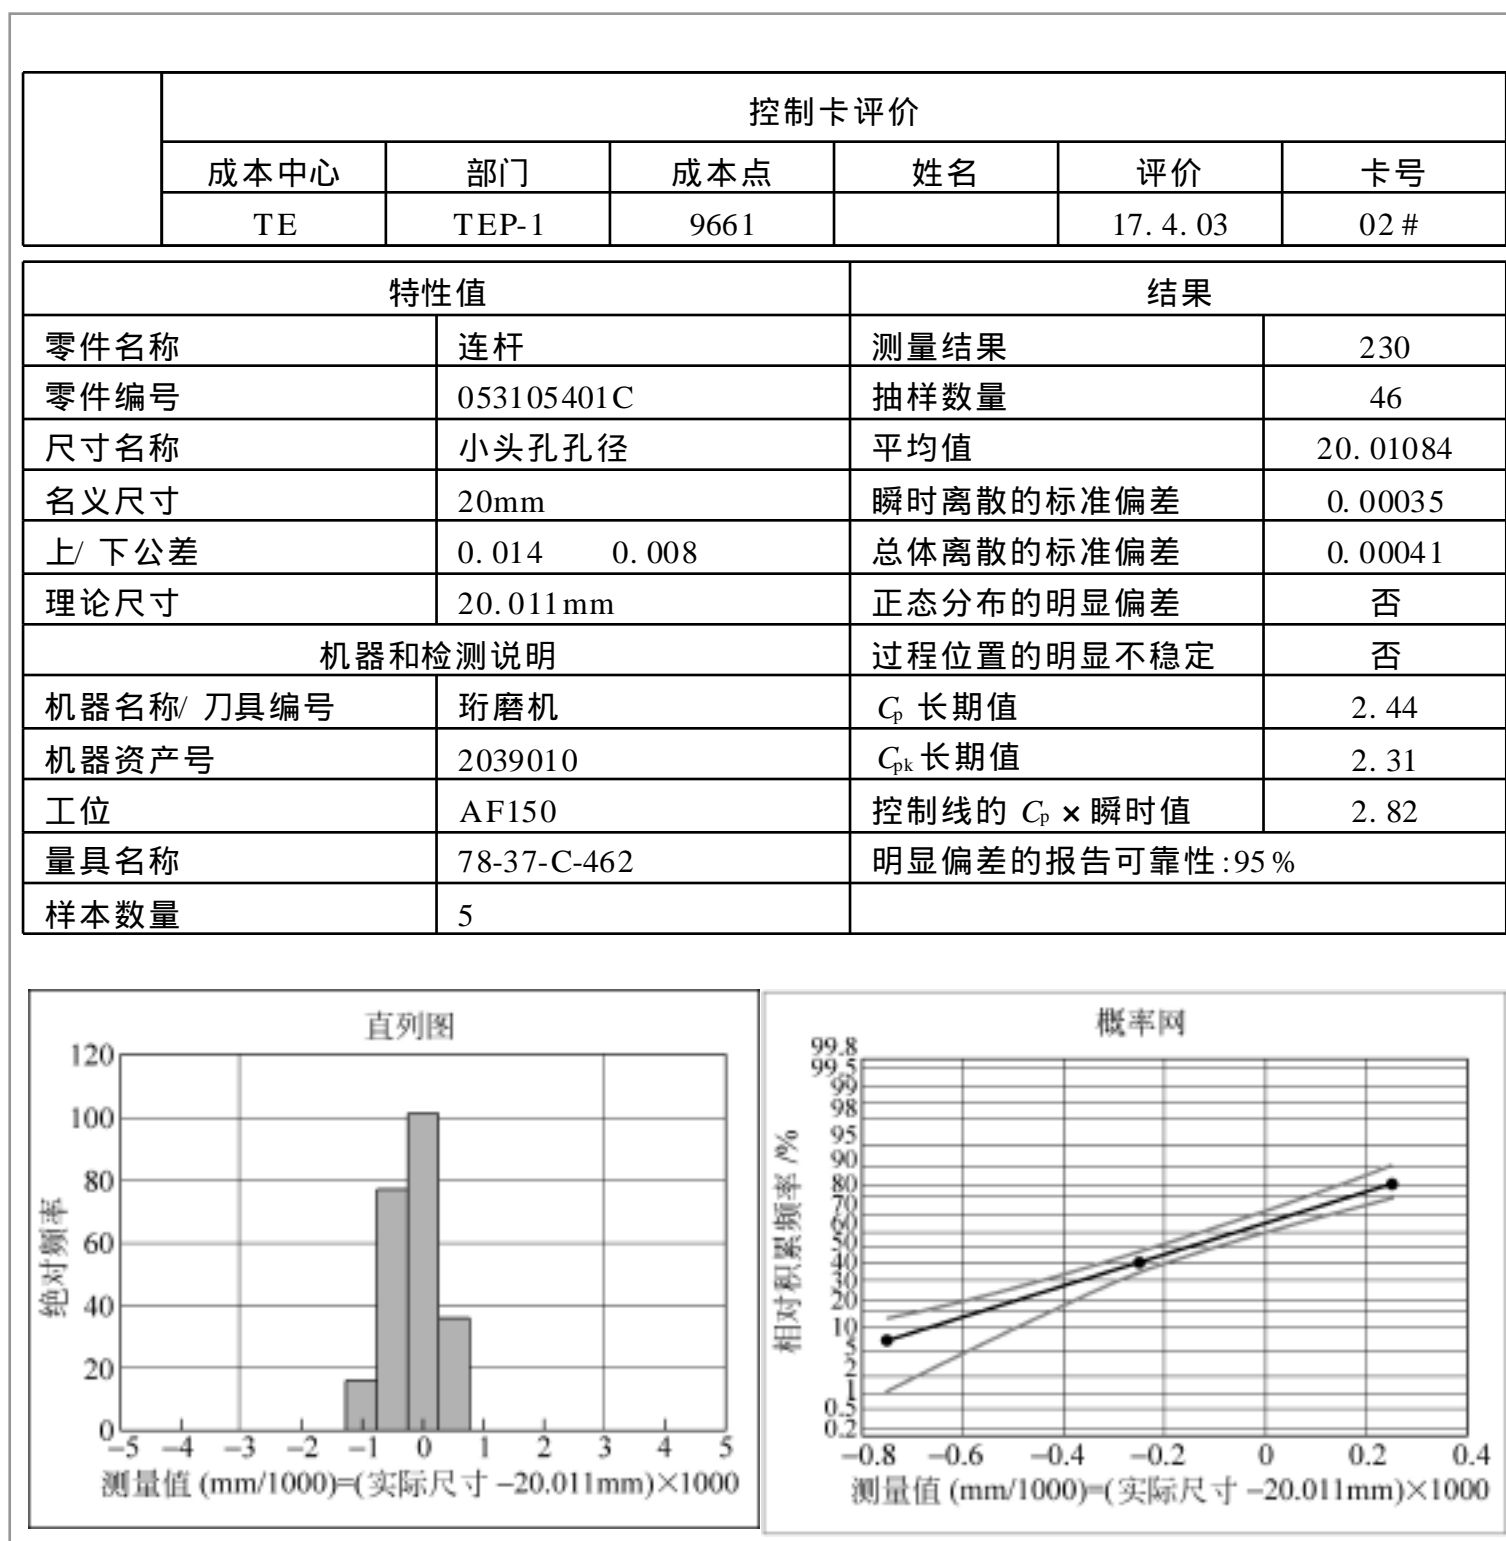 控制卡评价
成本中心 部门 成本点 姓名 评价 卡号
TE TEP-1 9661 17.4.03 02#
特性值 结果
零件名称 连杆 测量结果 230
零件编号 053105401C 抽样数量 46
尺寸名称 小头孔孔径 平均值 20.01084
名义尺寸 20mm 瞬时离散的标准偏差 0.00035
上/下公差 0.014 0.008 总体离散的标准偏差 0.00041
理论尺寸 20.011mm 正态分布的明显偏差 否
机器和检测说明 过程位置的明显不稳定 否
机器名称/刀具编号 珩磨机 Cp 长期值 2.44
机器资产号 2039010 Cpk长期值 2.31
工位 AF150 控制线的 Cp×瞬时值 2.82
量具名称 78-37-C-462 明显偏差的报告可靠性:95%
样本数量 5
直列图
120
100
80
60
40
20
0
绝对频率
−5 −4 −3 −2 −1 0 1 2 3 4 5
测量值 (mm/1000)=(实际尺寸 −20.011mm)×1000
概率网
99.8
99.5
99
98
95
90
80
70
60
50
40
30
20
10
5
2
1
0.5
0.2
相对积累频率 /%
−0.8 −0.6 −0.4 −0.2 0 0.2 0.4
测量值 (mm/1000)=(实际尺寸 −20.011mm)×1000